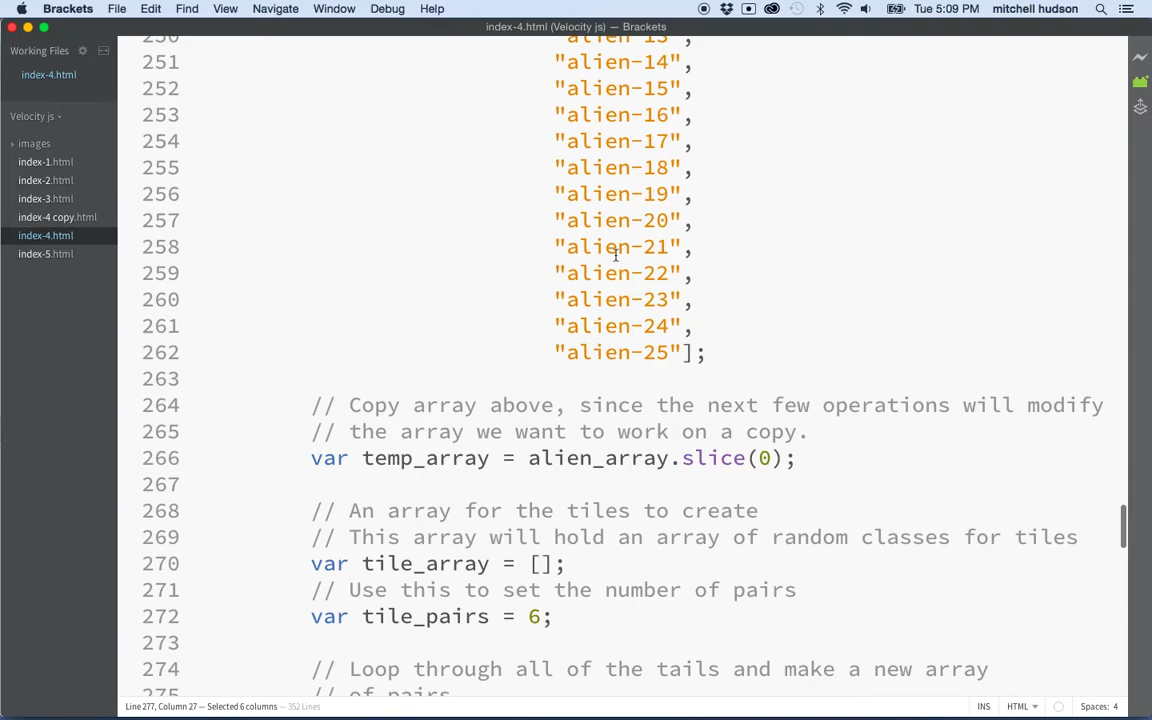 Brackets File Edit Find View Navigate Window Debug Help Tue 5:09 PM mitchell hudson
index-4.html (Velocity js) — Brackets
Working Files
index-4.html
Velocity js
images
index-1.html
index-2.html
index-3.html
index-4 copy.html
index-4.html
index-5.html
250 "alien-13",
251 "alien-14",
252 "alien-15",
253 "alien-16",
254 "alien-17",
255 "alien-18",
256 "alien-19",
257 "alien-20",
258 "alien-21",
259 "alien-22",
260 "alien-23",
261 "alien-24",
262 "alien-25"];
263
264 // Copy array above, since the next few operations will modify
265 // the array we want to work on a copy.
266 var temp_array = alien_array.slice(0);
267
268 // An array for the tiles to create
269 // This array will hold an array of random classes for tiles
270 var tile_array = [];
271 // Use this to set the number of pairs
272 var tile_pairs = 6;
273
274 // Loop through all of the tails and make a new array
275 // of pairs
Line 277, Column 27 — Selected 6 columns — 352 Lines
INS HTML Spaces: 4